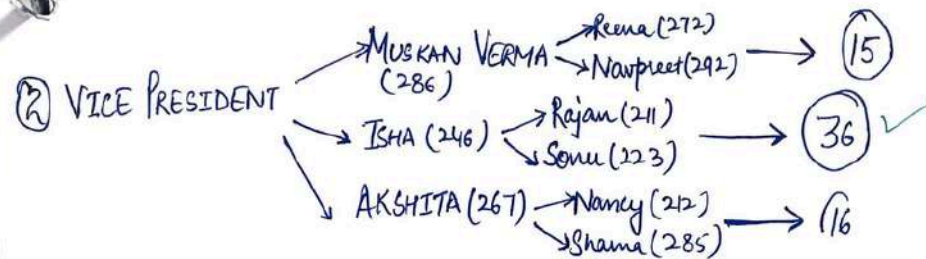 Reena (272)
MUSKAN VERMA
(286)
Navpreet (292)
15
② VICE PRESIDENT
Rajan (211)
ISHA (246)
36 ✓
Sonu (223)
AKSHITA (267)
Nancy (212)
16
Shama (285)